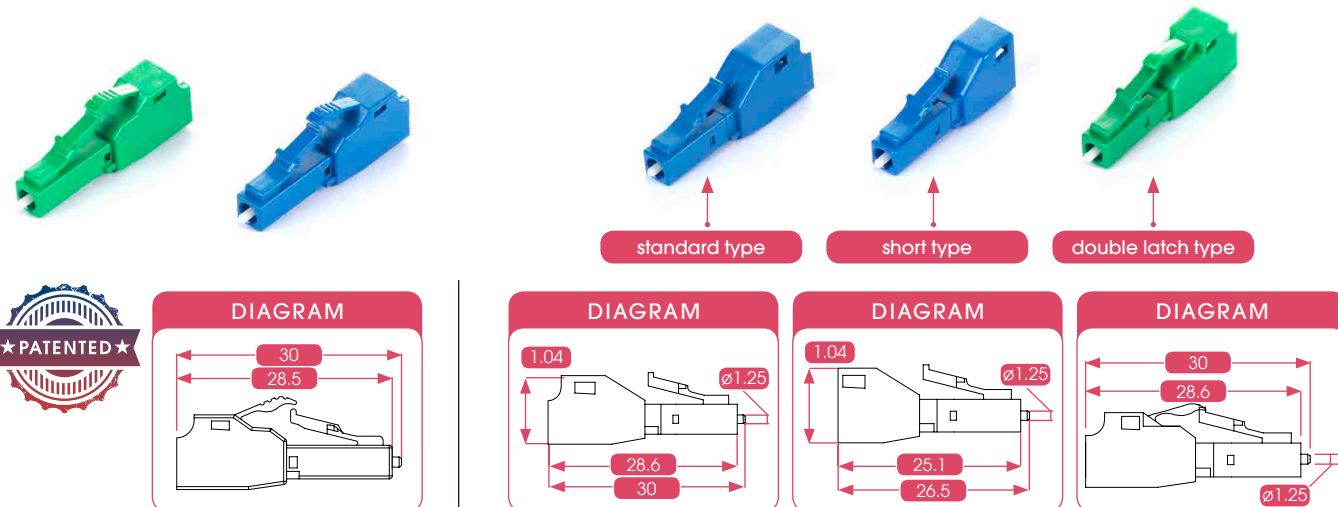 standard type
short type
double latch type
★PATENTED★
DIAGRAM
30
28.5
DIAGRAM
1.04
ø1.25
28.6
30
DIAGRAM
1.04
ø1.25
25.1
26.5
DIAGRAM
30
28.6
ø1.25